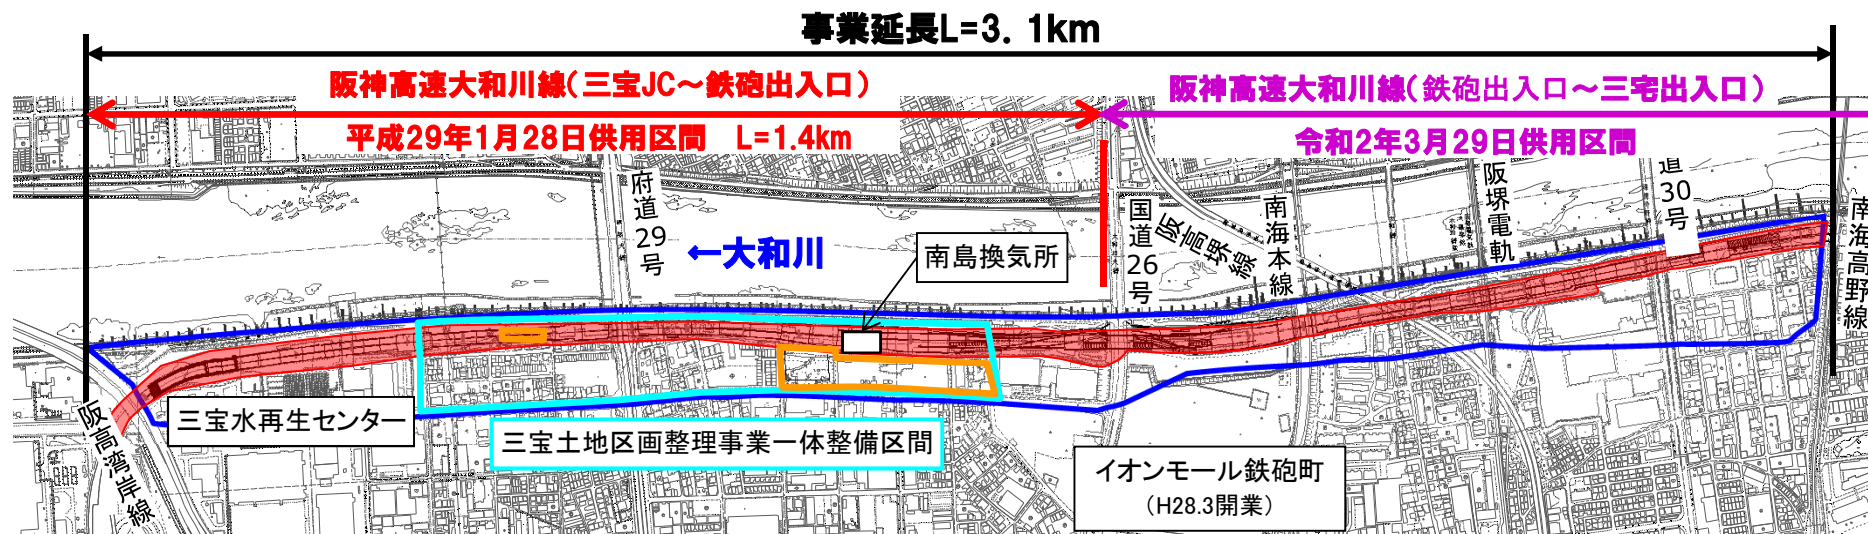 事業延長L=3.1km
阪神高速大和川線(三宝JC～鉄砲出入口)
阪神高速大和川線(鉄砲出入口～三宅出入口)
平成29年1月28日供用区間 L=1.4km
令和2年3月29日供用区間
府道29号
←大和川
南島換気所
国道26号
阪高堺線
南海本線
阪堺電軌
道30号
南海高野線
阪高湾岸線
三宝水再生センター
三宝土地区画整理事業一体整備区間
イオンモール鉄砲町
(H28.3開業)